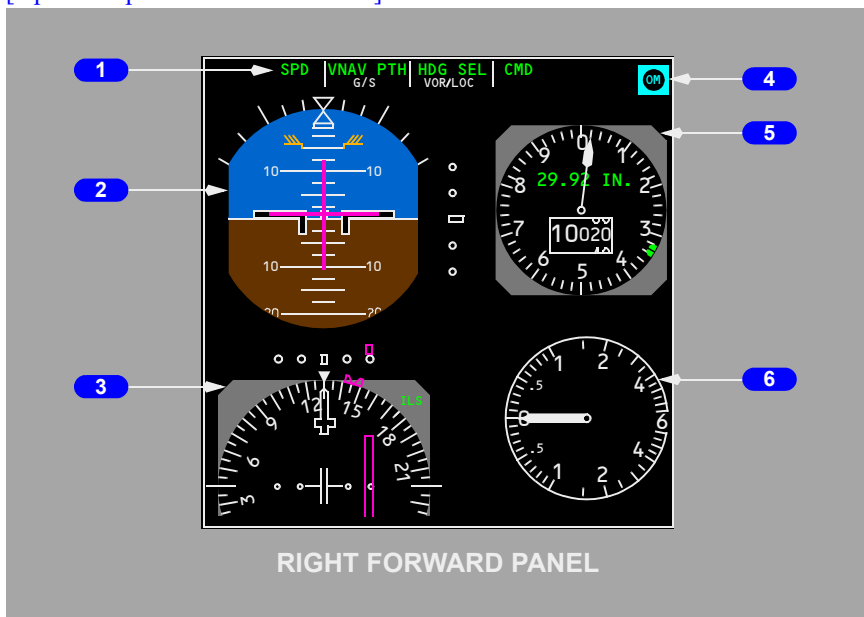 1
SPD VNAV PTH HDG SEL CMD
G/S VOR/LOC
OM
4
5
2
10 10
10 10
20 20
0 1 2 3 4 5 6 7 8 9
29.92 IN.
10020
3
3 6 9 12 15 18 21
ILS
6
.5 1 2 4 6
0
.5 1 2 4
RIGHT FORWARD PANEL